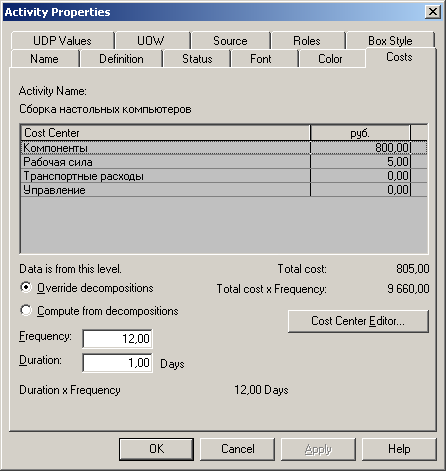 Activity Properties
UDP Values UOW Source Roles Box Style
Name Definition Status Font Color Costs
Activity Name:
Сборка настольных компьютеров
Cost Center руб.
Компоненты 800,00
Рабочая сила 5,00
Транспортные расходы 0,00
Управление 0,00
Data is from this level. Total cost: 805,00
Override decompositions Total cost x Frequency: 9 660,00
Compute from decompositions
Cost Center Editor...
Frequency: 12,00
Duration: 1,00 Days
Duration x Frequency 12,00 Days
OK Cancel Apply Help